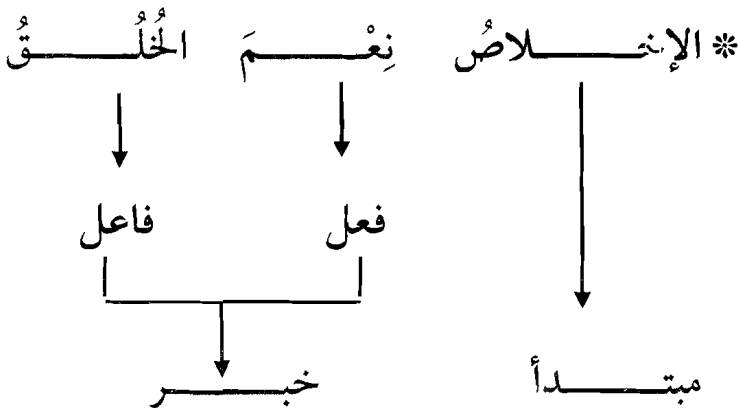 * الإخلاصُ نِعْمَ الخُلُقُ
فعل فاعل
مبتدأ خبر